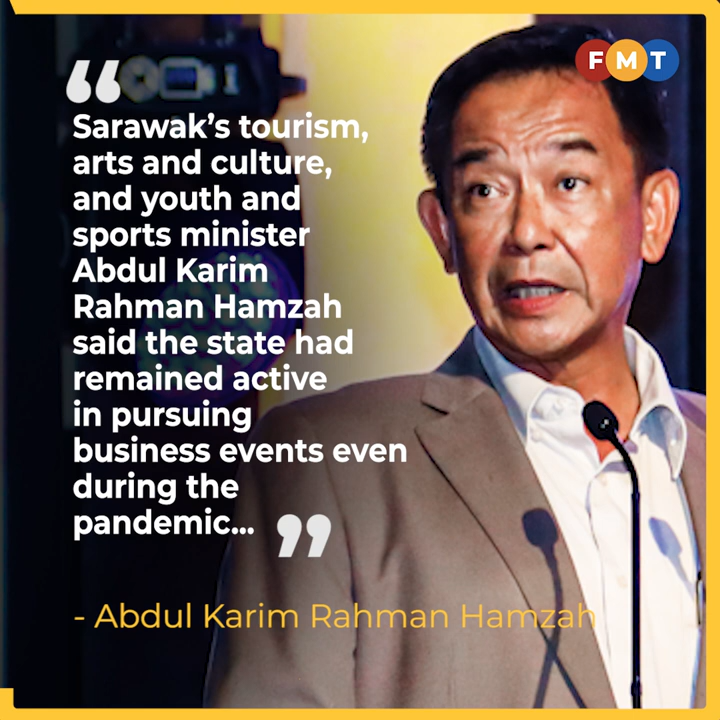 FMT
“
Sarawak’s tourism,
arts and culture,
and youth and
sports minister
Abdul Karim
Rahman Hamzah
said the state had
remained active
in pursuing
business events even
during the
pandemic...
”
- Abdul Karim Rahman Hamzah